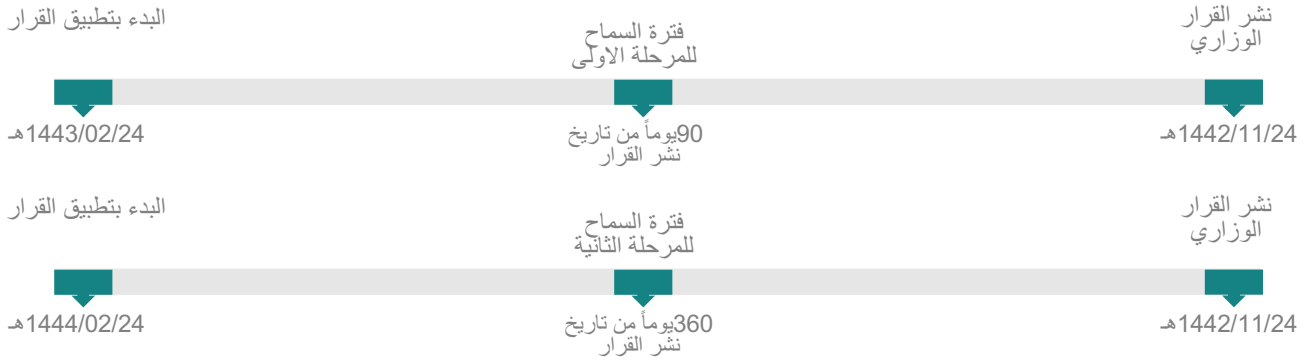 نشر القرار
الوزاري
فترة السماح
للمرحلة الاولى
البدء بتطبيق القرار
1442/11/24هـ
90يوماً من تاريخ
نشر القرار
1443/02/24هـ
نشر القرار
الوزاري
فترة السماح
للمرحلة الثانية
البدء بتطبيق القرار
1442/11/24هـ
360يوماً من تاريخ
نشر القرار
1444/02/24هـ